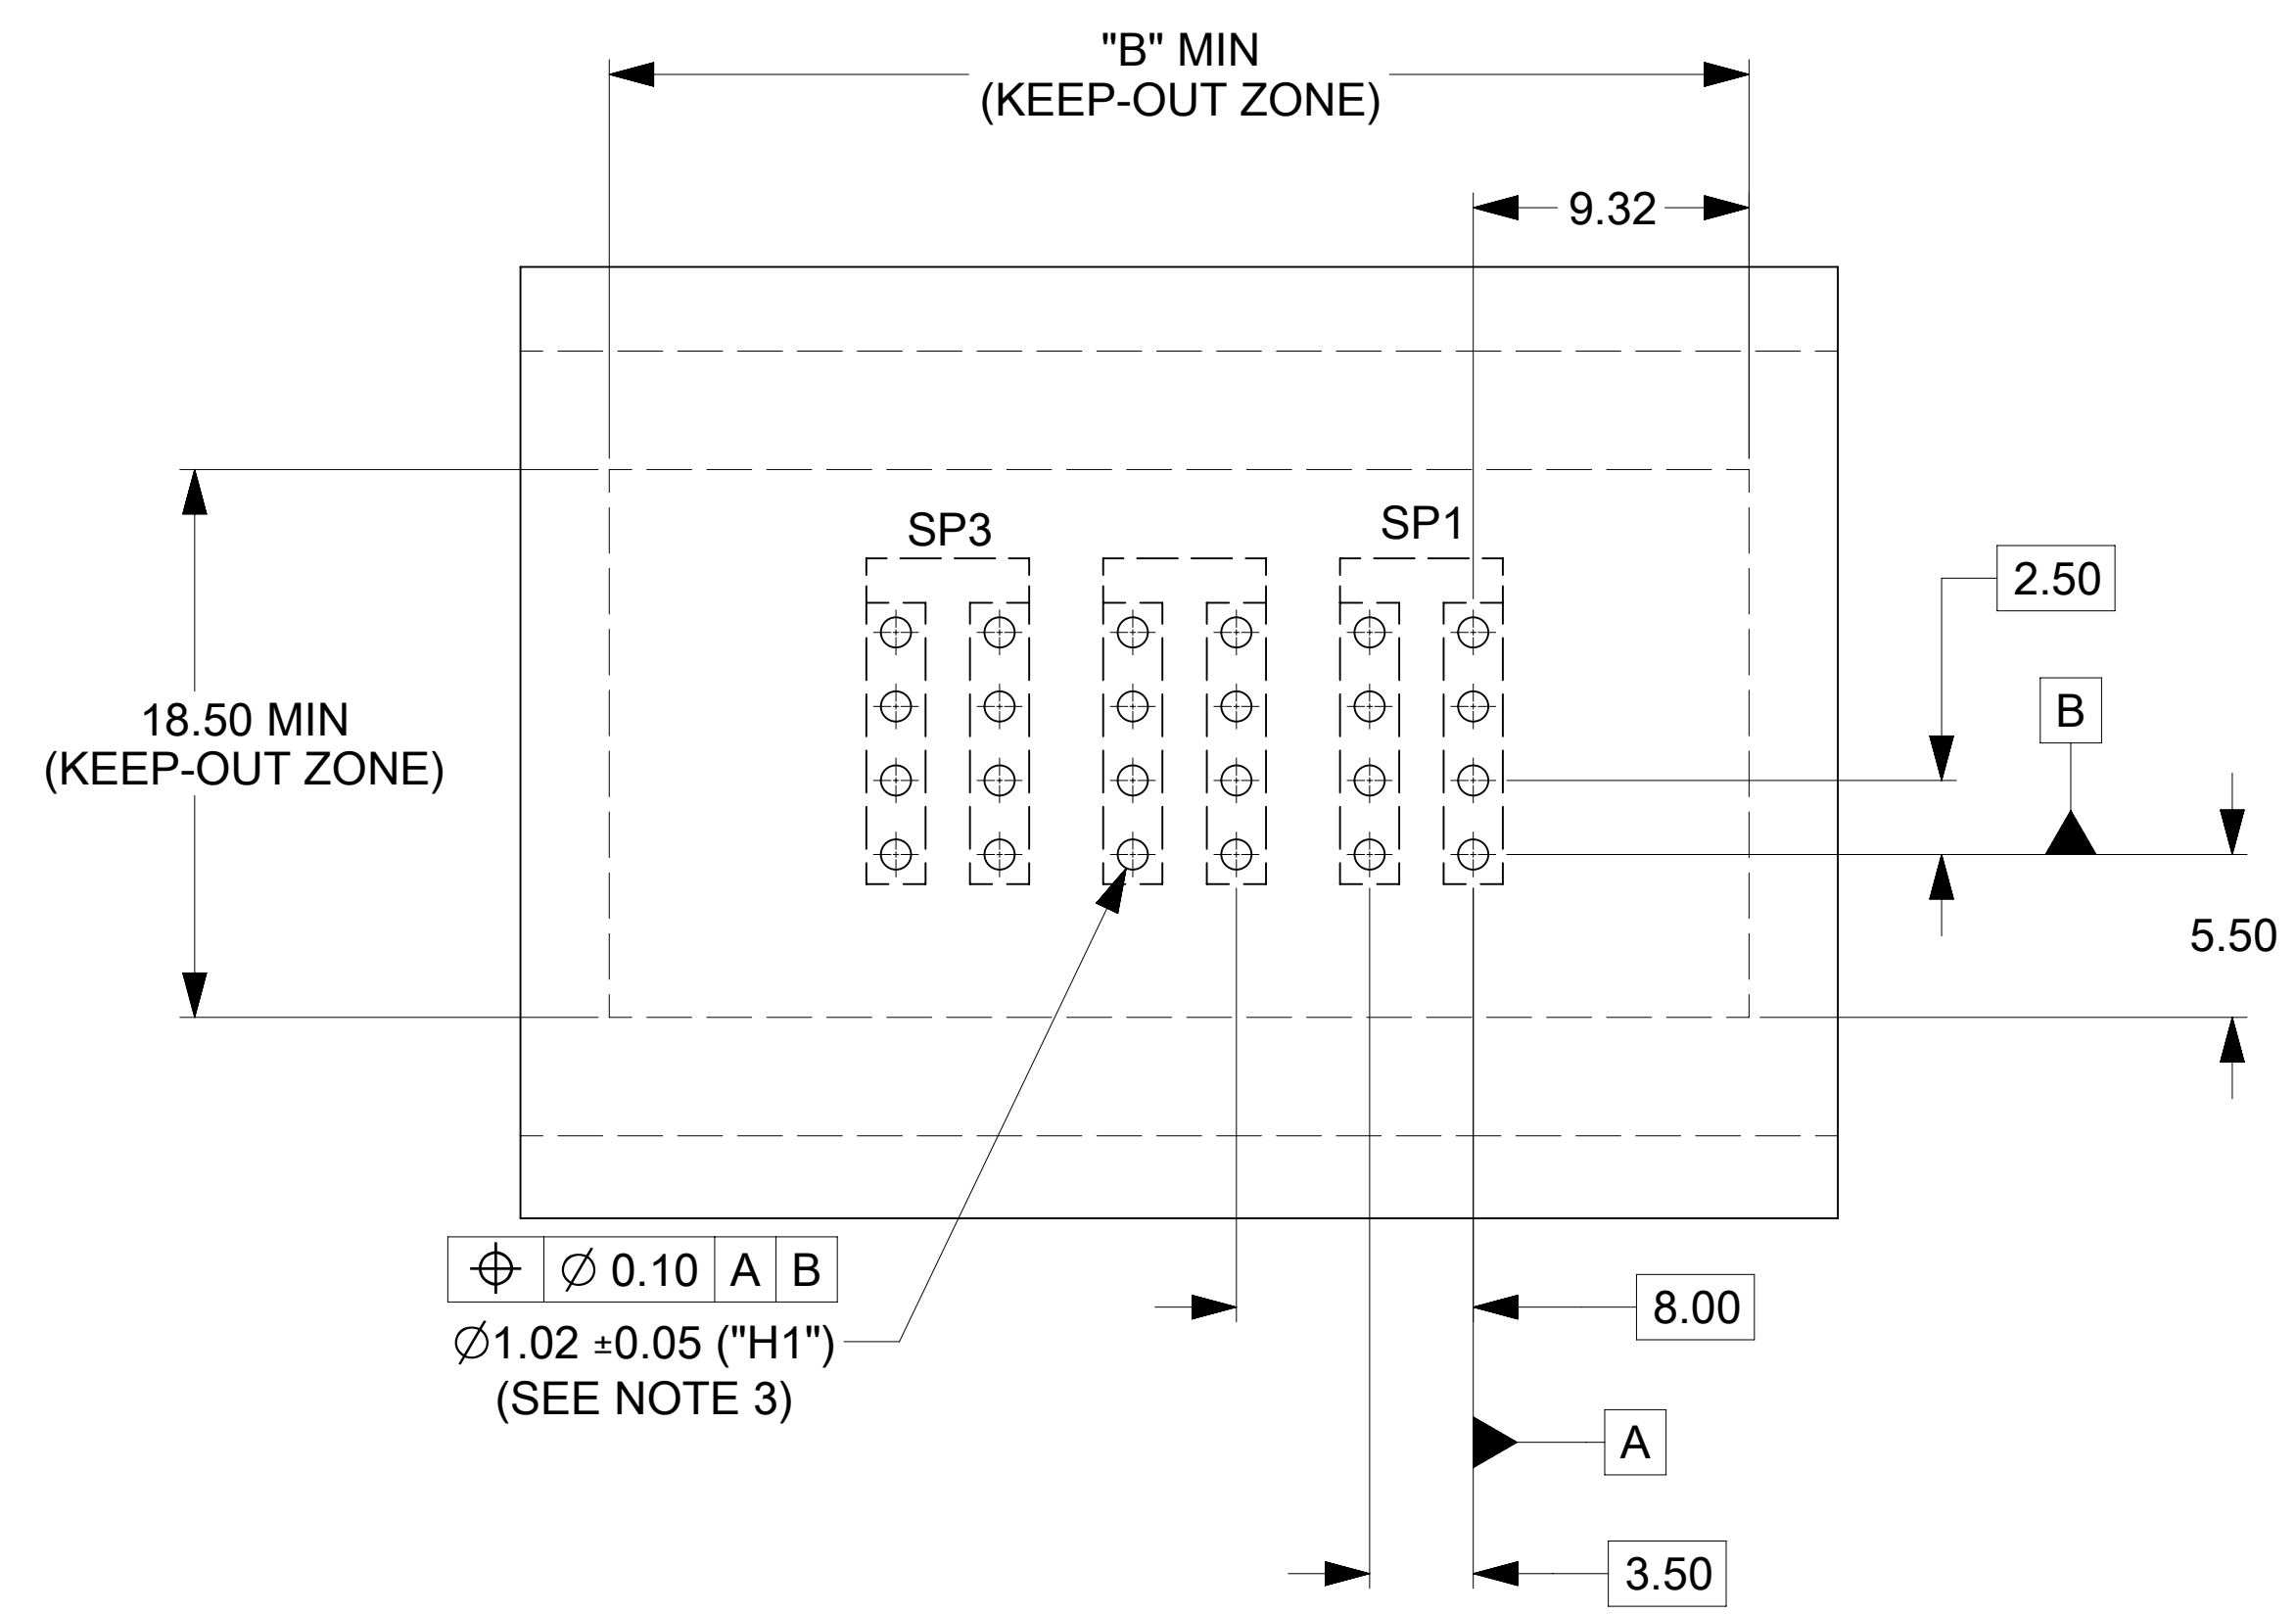 "B" MIN
(KEEP-OUT ZONE)
9.32
SP3
SP1
2.50
B
18.50 MIN
(KEEP-OUT ZONE)
5.50
⌖ ∅ 0.10 A B
∅1.02 ±0.05 ("H1")
(SEE NOTE 3)
8.00
A
3.50